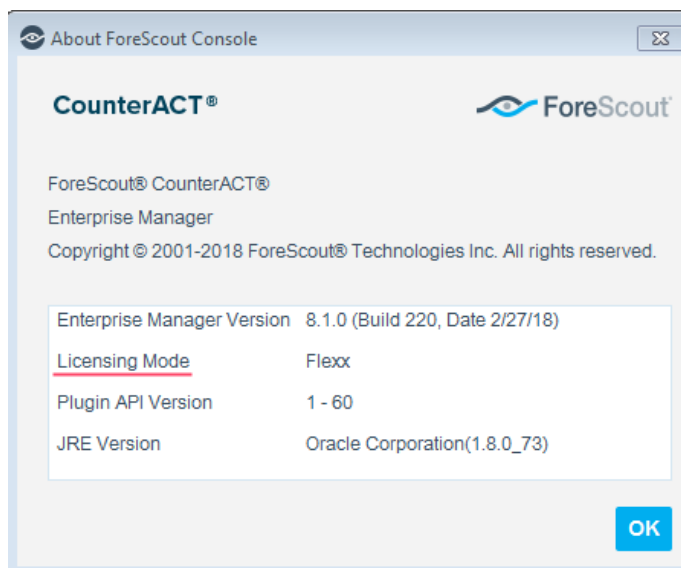 About ForeScout Console
CounterACT®
ForeScout
ForeScout® CounterACT®
Enterprise Manager
Copyright © 2001-2018 ForeScout® Technologies Inc. All rights reserved.
Enterprise Manager Version 8.1.0 (Build 220, Date 2/27/18)
Licensing Mode Flexx
Plugin API Version 1 - 60
JRE Version Oracle Corporation(1.8.0_73)
OK